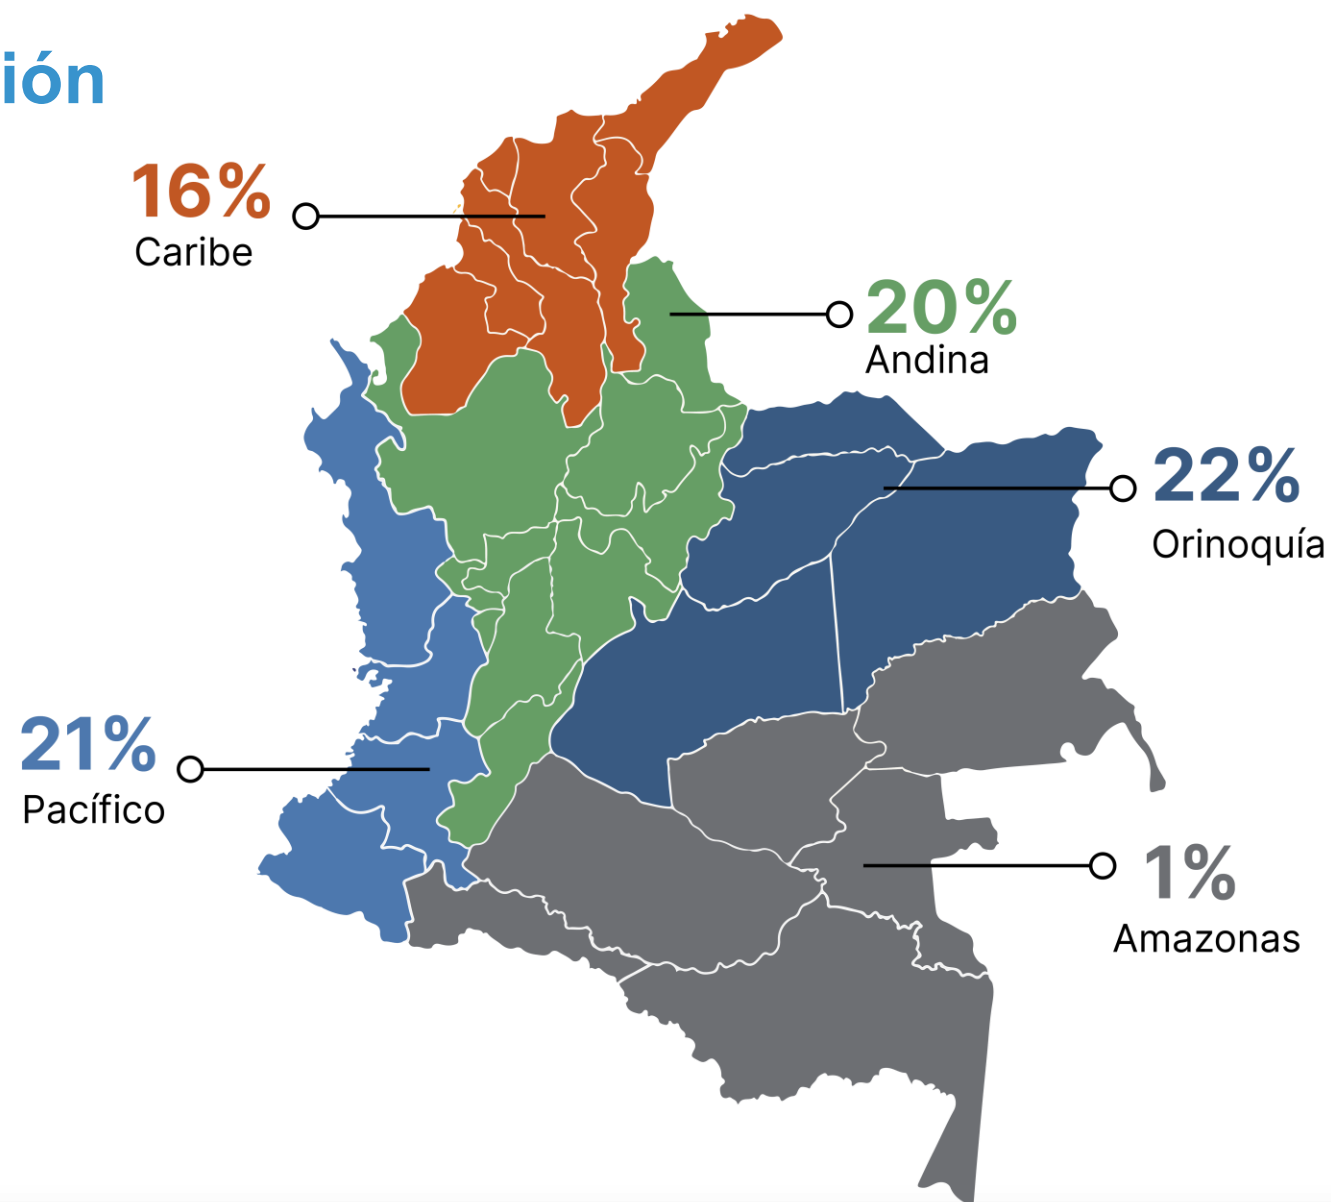 ión
16%
Caribe
20%
Andina
22%
Orinoquía
21%
Pacífico
1%
Amazonas